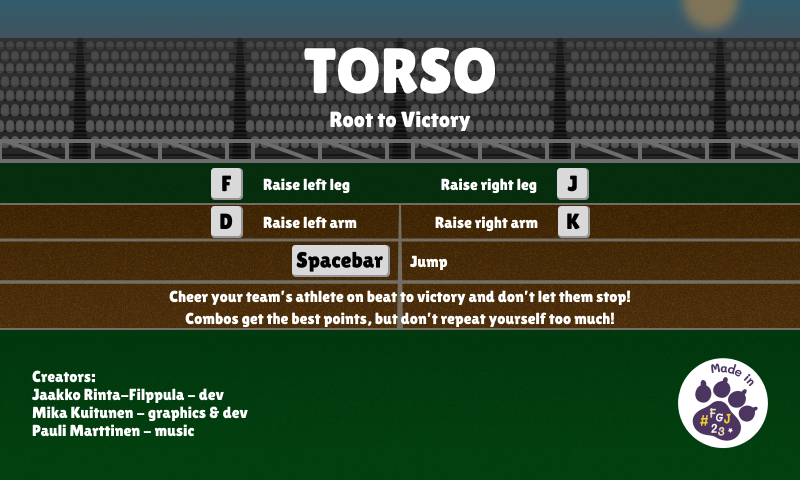 TORSO
Root to Victory
F Raise left leg Raise right leg J
D Raise left arm Raise right arm K
Spacebar Jump
Cheer your team's athlete on beat to victory and don't let them stop!
Combos get the best points, but don't repeat yourself too much!
Creators:
Jaakko Rinta-Filppula - dev
Mika Kuitunen - graphics & dev
Pauli Marttinen - music
Made in
#FGJ
23